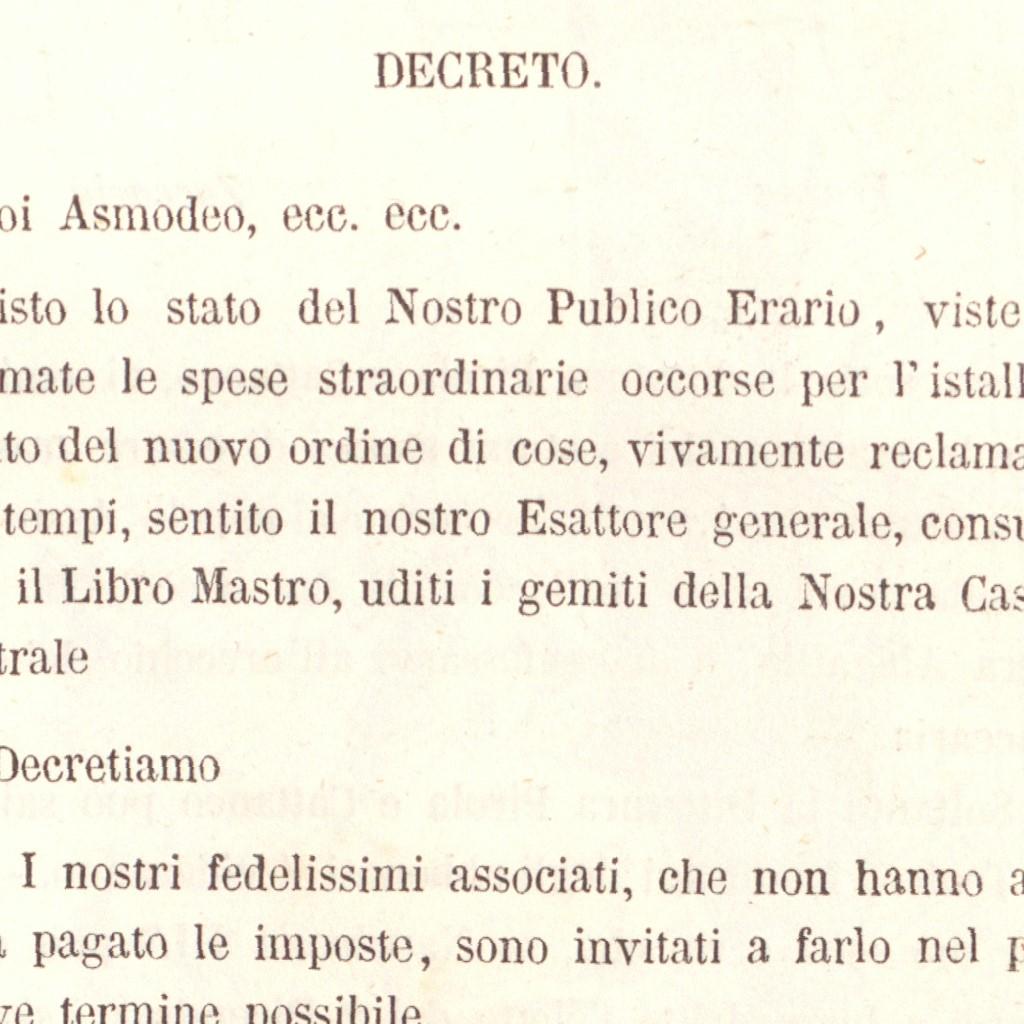 DECRETO.
oi Asmodeo, ecc. ecc.
isto lo stato del Nostro Publico Erario, viste
mate le spese straordinarie occorse per l'istall
to del nuovo ordine di cose, vivamente reclama
tempi, sentito il nostro Esattore generale, consu
il Libro Mastro, uditi i gemiti della Nostra Cas
trale
Decretiamo
I nostri fedelissimi associati, che non hanno a
pagato le imposte, sono invitati a farlo nel p
ve termine possibile